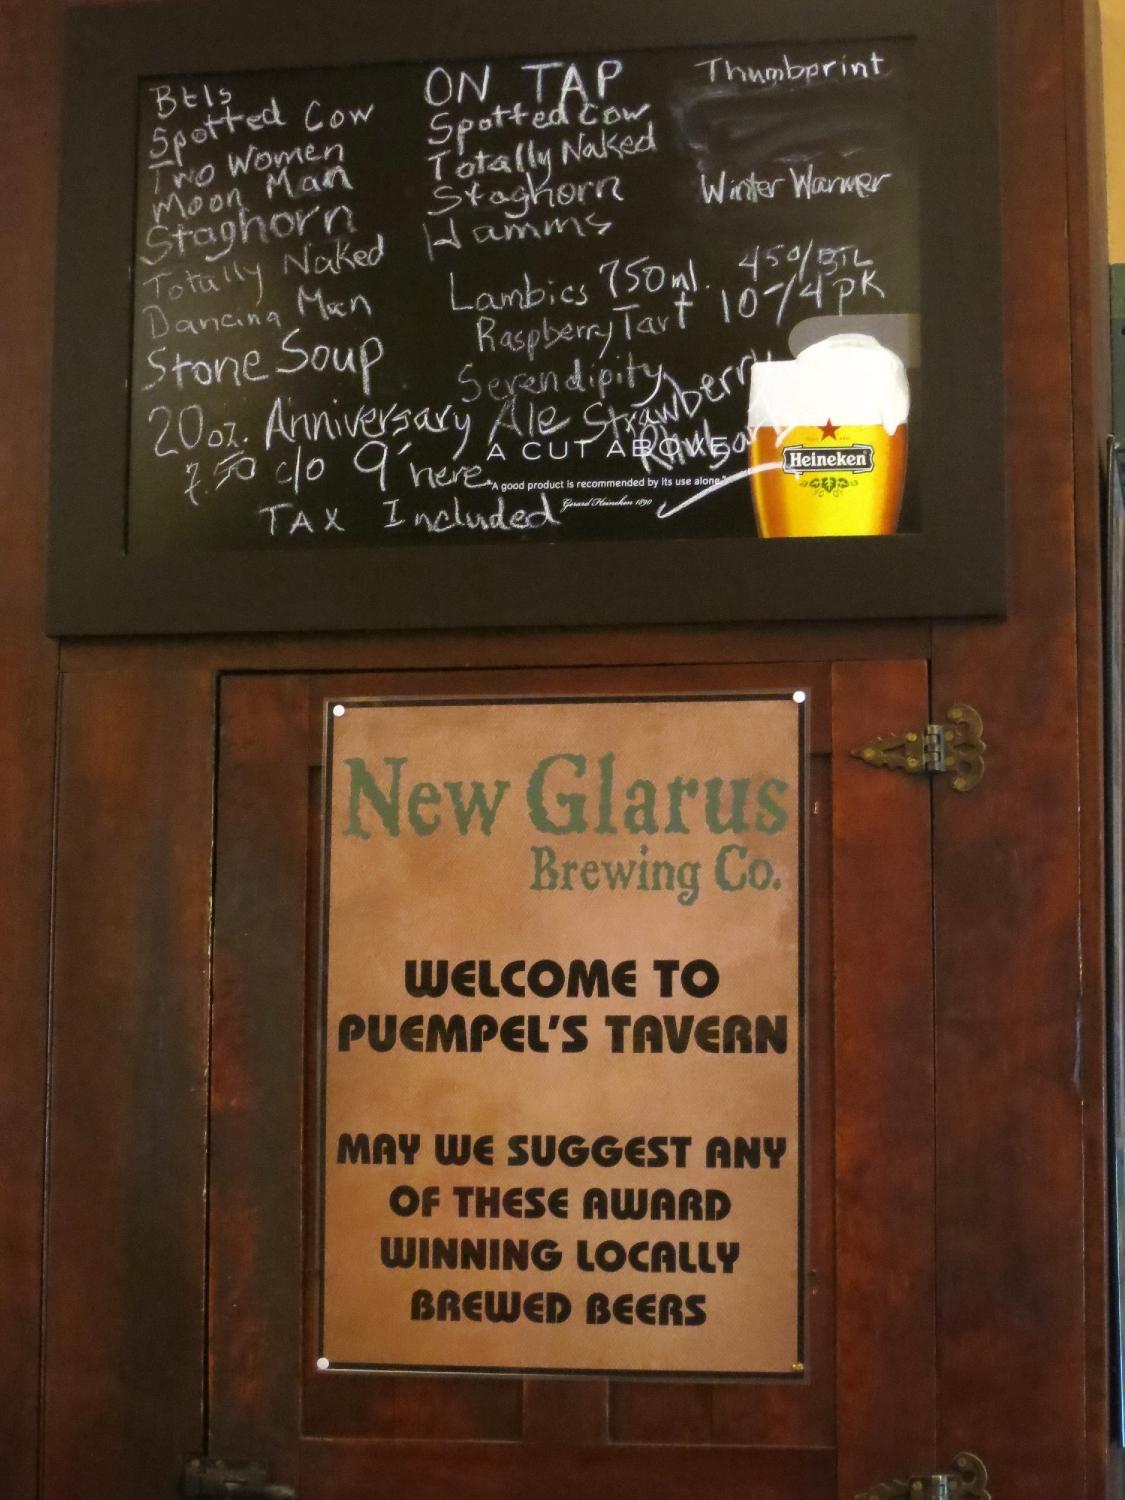 Btls
Spotted Cow
Two Women
Moon Man
Staghorn
Totally Naked
Dancing Man
Stone Soup
20oz. Anniversary Ale
7.50 c/o 9 here
TAX Included
ON TAP
Spotted Cow
Totally Naked
Staghorn
Hamms
Lambics 750ml.
Raspberry Tart
Serendipity
Strawberry
Thumbprint
Winter Warmer
450/BTL
10-/4pK
A CUT ABOVE
"A good product is recommended by its use alone"
Gerard Heineken 1890
Heineken
New Glarus
Brewing Co.
WELCOME TO
PUEMPEL'S TAVERN
MAY WE SUGGEST ANY
OF THESE AWARD
WINNING LOCALLY
BREWED BEERS